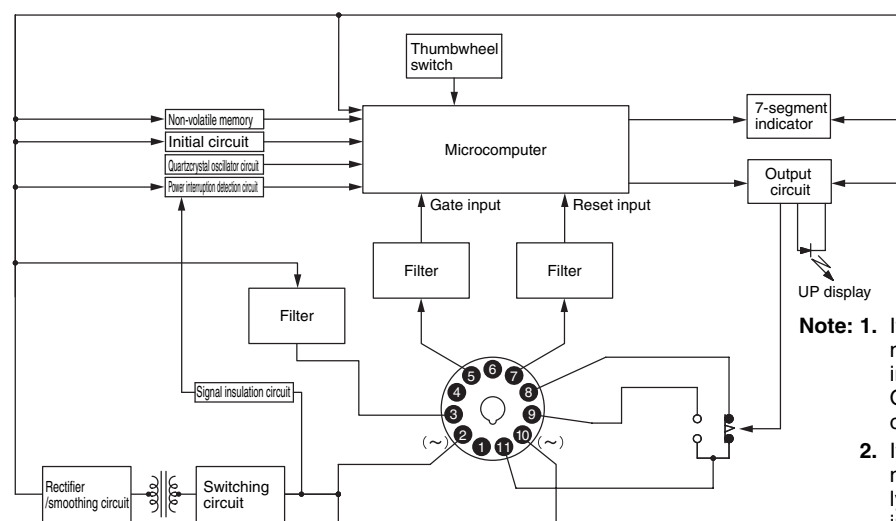 Thumbwheel
switch
Non-volatile memory
Initial circuit
Quartzcrystal oscillator circuit
Power interruption detection circuit
Microcomputer
7-segment
indicator
Output
circuit
Gate input
Reset input
Filter
Filter
Filter
UP display
Note: 1. I
r
i
C
c
2. I
r
l
i
Signal insulation circuit
5
6
7
4
8
3
9
(~)
2
10
(~)
1
11
Rectifier
/smoothing circuit
Switching
circuit